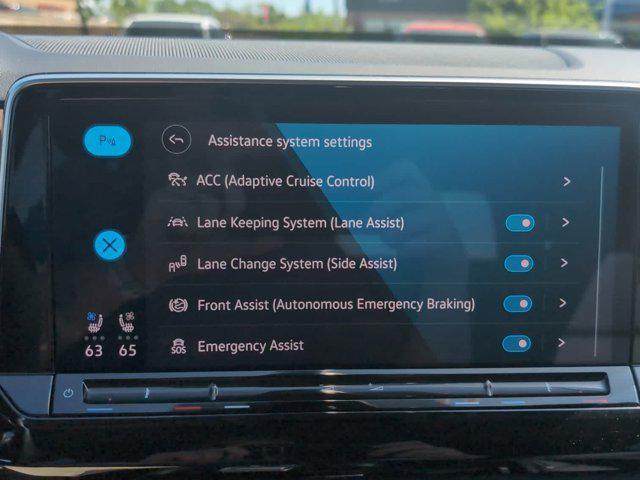 P
Assistance system settings
ACC (Adaptive Cruise Control)
Lane Keeping System (Lane Assist)
Lane Change System (Side Assist)
Front Assist (Autonomous Emergency Braking)
SOS Emergency Assist
63 65